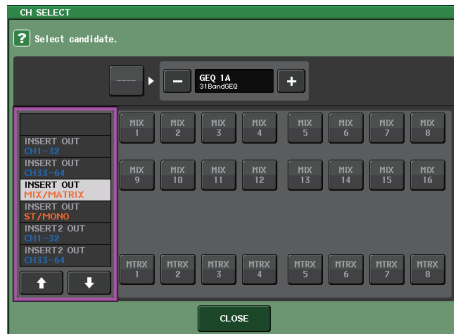 CH SELECT
? Select candidate.
---- GEQ 1A
31BandGEQ
- +
INSERT OUT
CH1-32
INSERT OUT
CH33-64
INSERT OUT
MIX/MATRIX
INSERT OUT
ST/MONO
INSERT2 OUT
CH1-32
INSERT2 OUT
CH33-64
MIX 1 MIX 2 MIX 3 MIX 4 MIX 5 MIX 6 MIX 7 MIX 8
MIX 9 MIX 10 MIX 11 MIX 12 MIX 13 MIX 14 MIX 15 MIX 16
MTRX 1 MTRX 2 MTRX 3 MTRX 4 MTRX 5 MTRX 6 MTRX 7 MTRX 8
CLOSE